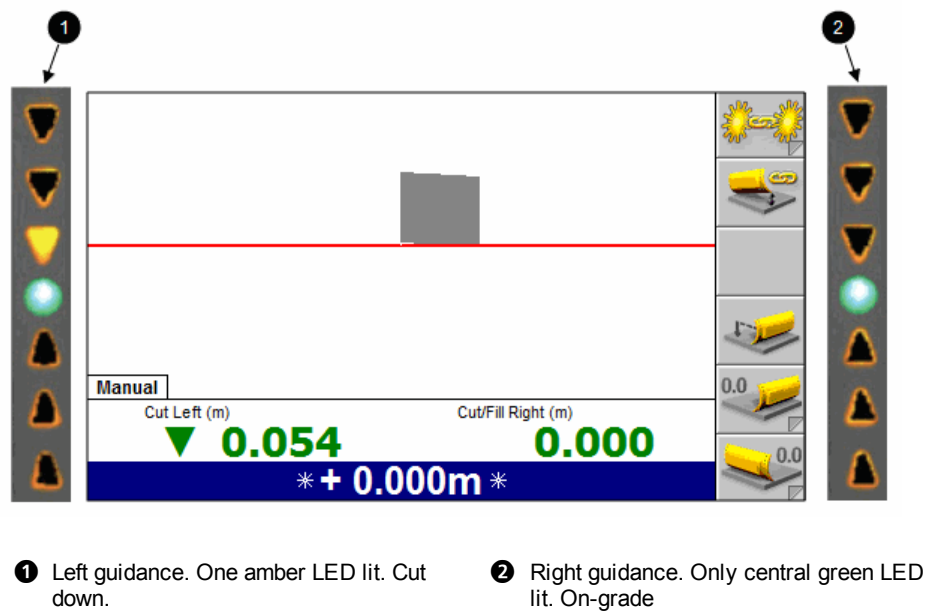 1
2
0.0
0.0
Manual
Cut Left (m)
Cut/Fill Right (m)
▼ 0.054
0.000
+ 0.000m
1 Left guidance. One amber LED lit. Cut
down.
2 Right guidance. Only central green LED
lit. On-grade